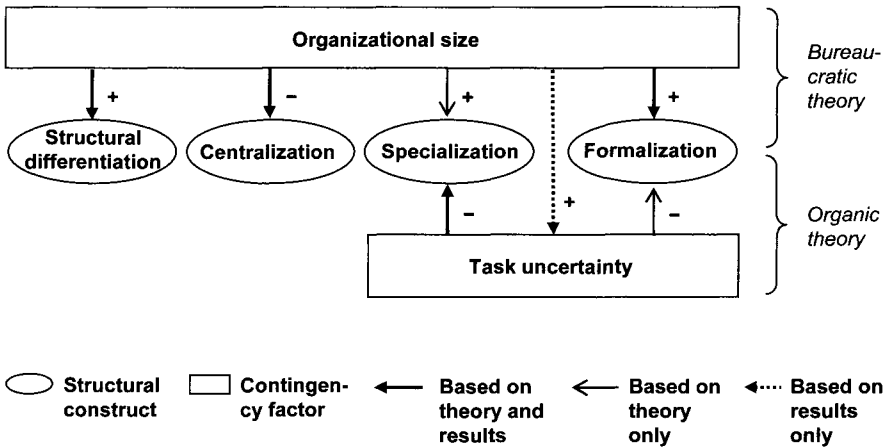 Organizational size
Bureau-
cratic
theory
+
−
+
+
Structural
differentiation
Centralization
Specialization
Formalization
−
+
−
Organic
theory
Task uncertainty
Structural
construct
Contingen-
cy factor
Based on
theory and
results
Based on
theory
only
Based on
results
only